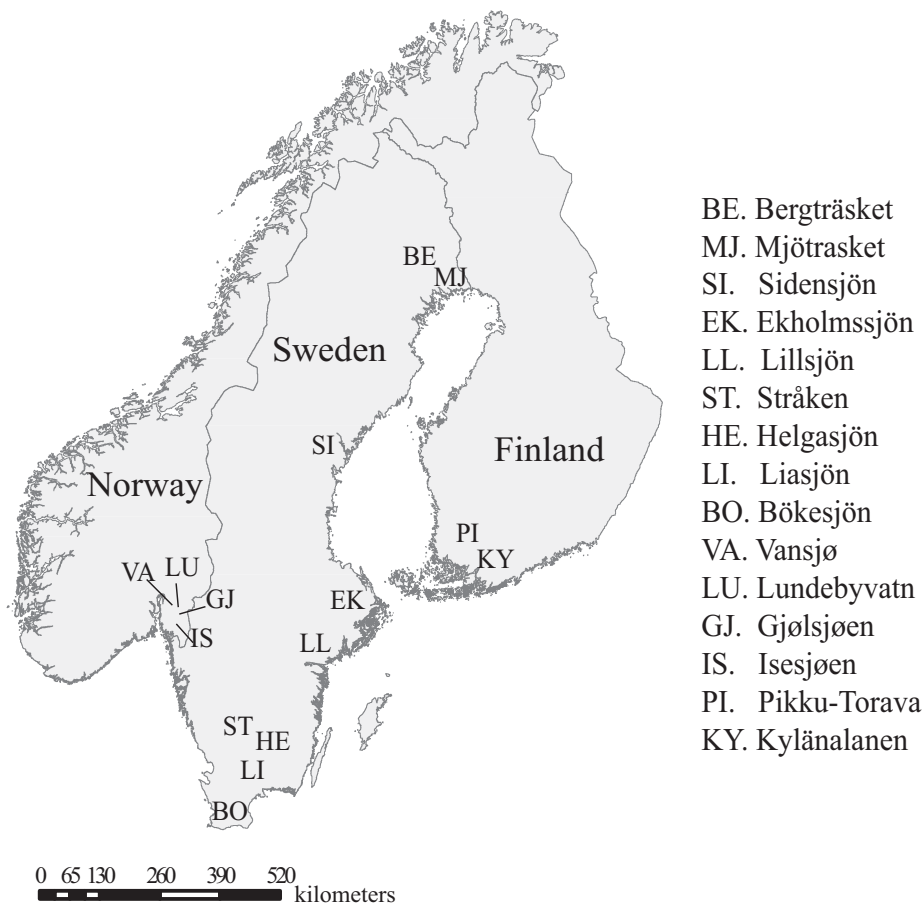 BE
MJ
Sweden
SI
Finland
Norway
PI
KY
VA LU
GJ
EK
IS
LL
ST
HE
LI
BO
BE. Bergträsket
MJ. Mjötrasket
SI. Sidensjön
EK. Ekholmssjön
LL. Lillsjön
ST. Stråken
HE. Helgasjön
LI. Liasjön
BO. Bökesjön
VA. Vansjø
LU. Lundebyvatn
GJ. Gjølsjøen
IS. Isesjøen
PI. Pikku-Torava
KY. Kylänalanen
0 65 130 260 390 520
kilometers